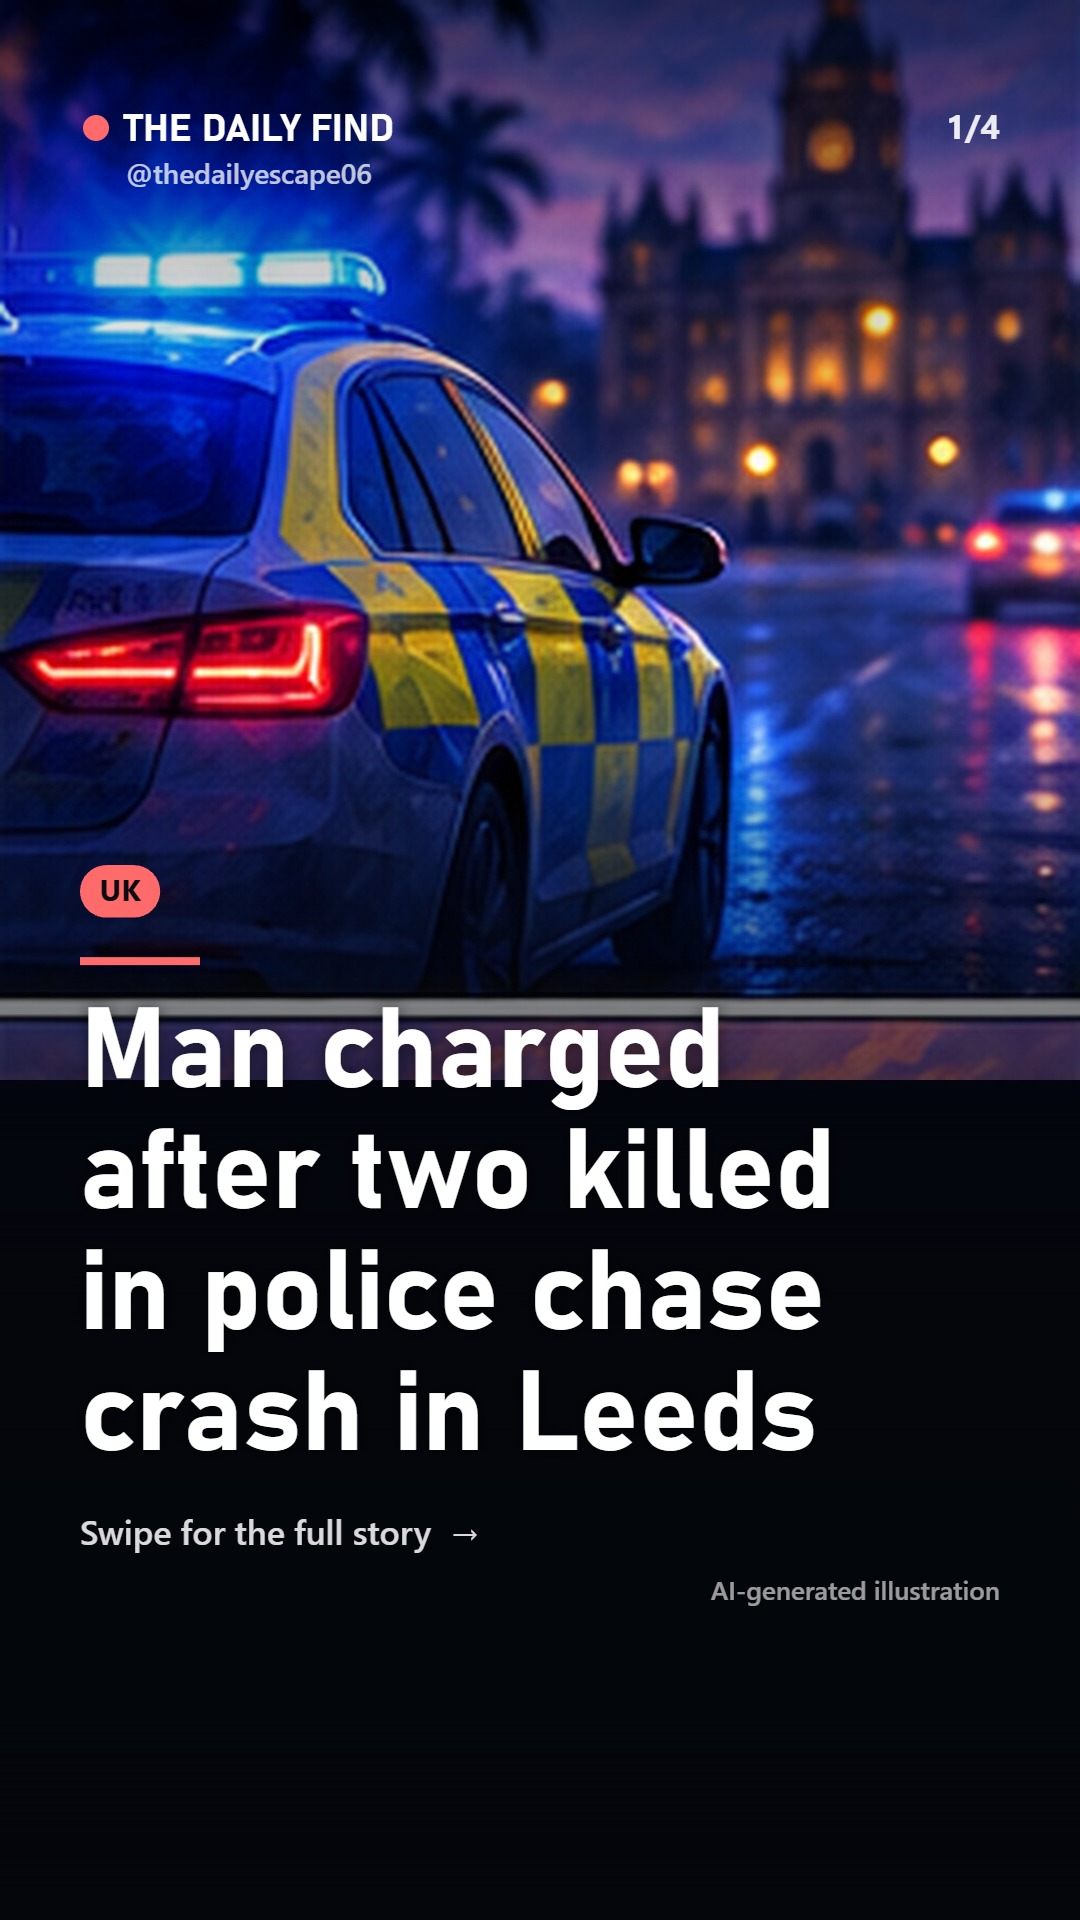 THE DAILY FIND
1/4
@thedailyescape06
UK
Man charged
after two killed
in police chase
crash in Leeds
Swipe for the full story →
AI-generated illustration